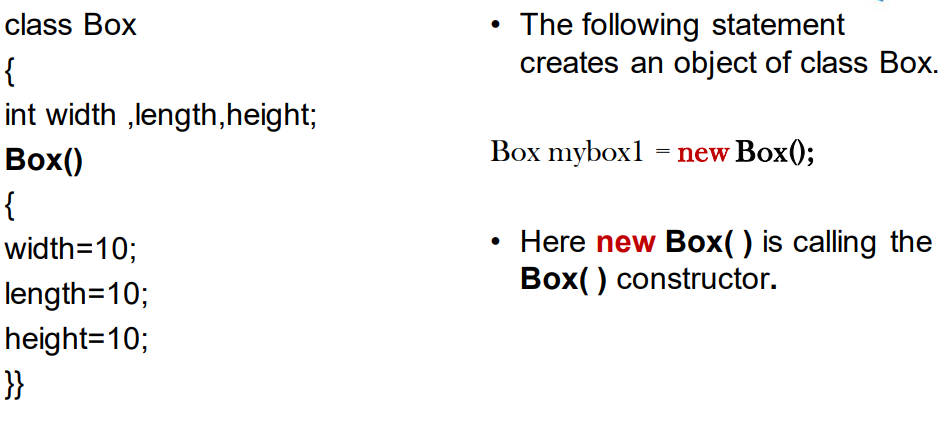 class Box
{
int width ,length,height;
Box()
{
width=10;
length=10;
height=10;
}}
• The following statement
creates an object of class Box.
Box mybox1 = new Box();
• Here new Box( ) is calling the
Box( ) constructor.